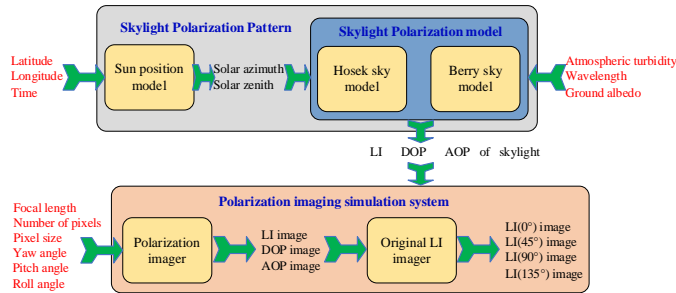 Skylight Polarization Pattern
Skylight Polarization model
Latitude
Longitude
Time
Sun position
model
Solar azimuth
Solar zenith
Hosek sky
model
Berry sky
model
Atmospheric turbidity
Wavelength
Ground albedo
LI DOP AOP of skylight
Polarization imaging simulation system
Focal length
Number of pixels
Pixel size
Yaw angle
Pitch angle
Roll angle
Polarization
imager
LI image
DOP image
AOP image
Original LI
imager
LI(0°) image
LI(45°) image
LI(90°) image
LI(135°) image